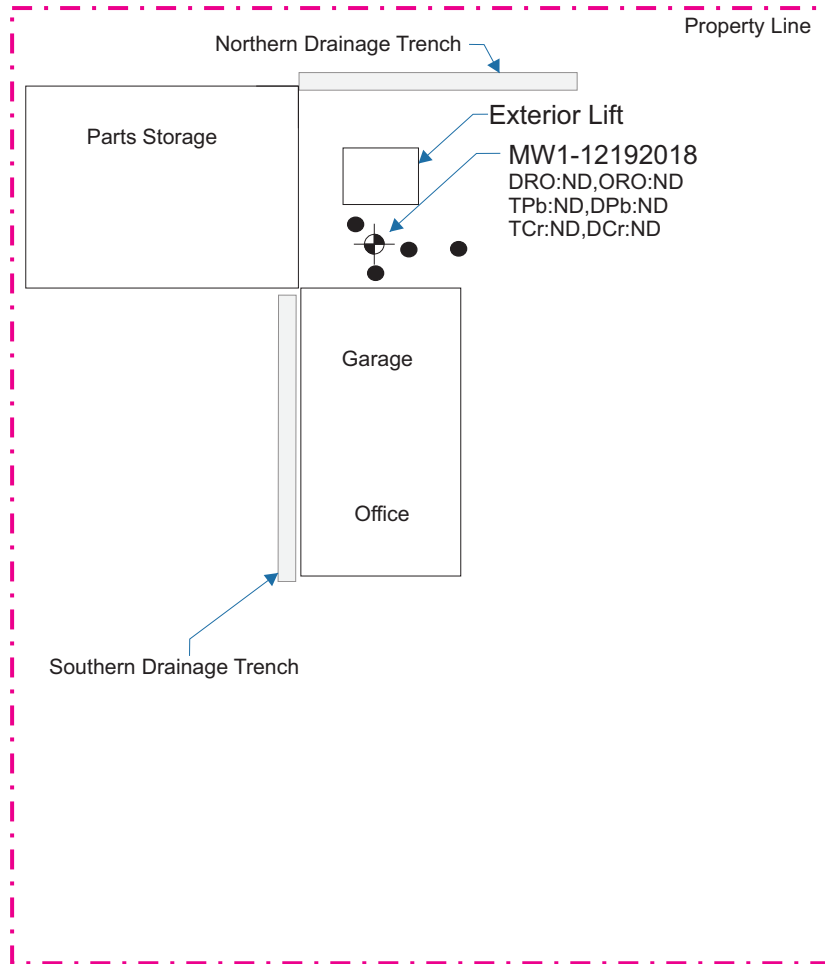 Property Line
Northern Drainage Trench
Parts Storage
Exterior Lift
MW1-12192018
DRO:ND,ORO:ND
TPb:ND,DPb:ND
TCr:ND,DCr:ND
Garage
Office
Southern Drainage Trench